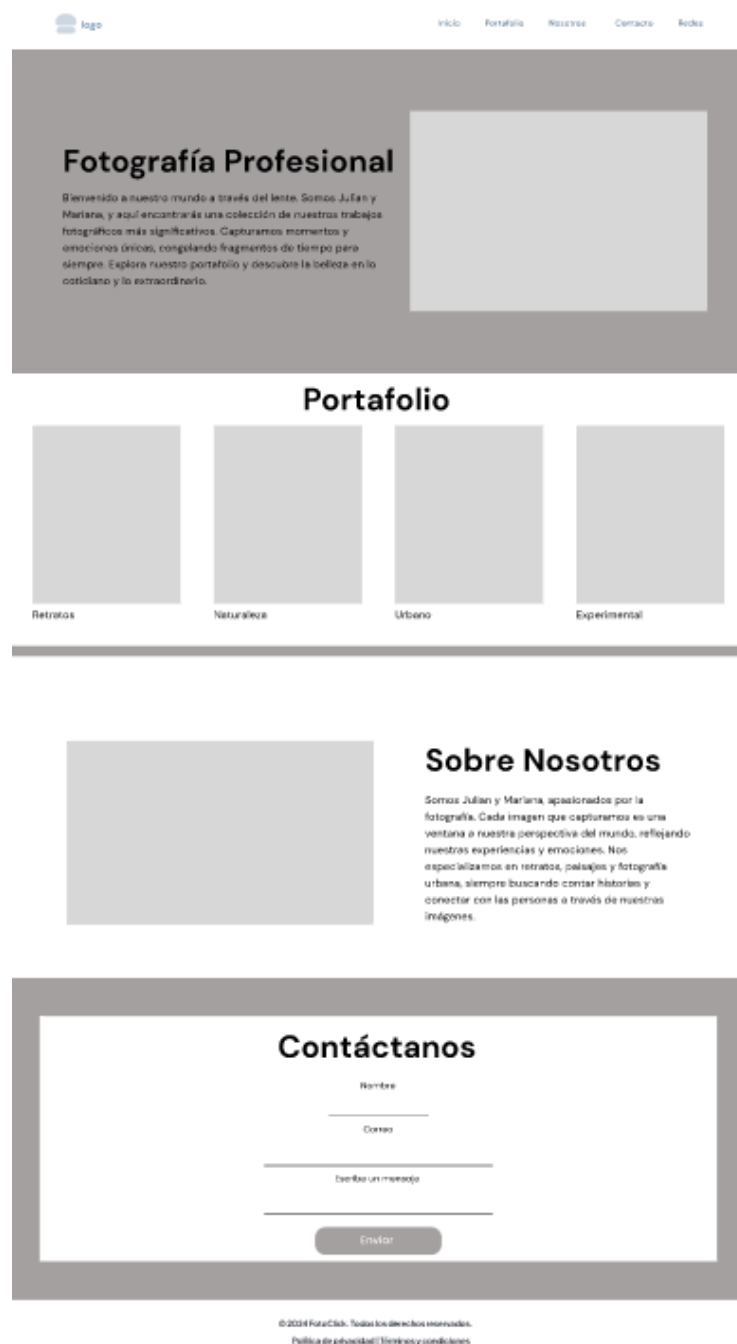 logo
Inicio Portafolio Nosotros Contacto Redes
Fotografía Profesional
Bienvenido a nuestro mundo a través del lente. Somos Julian y
Mariana, y aquí encontrarás una colección de nuestros trabajos
fotográficos más significativos. Capturamos momentos y
emociones únicas, congelando fragmentos de tiempo para
siempre. Explora nuestro portafolio y descubre la belleza en lo
cotidiano y lo extraordinario.
Portafolio
Retratos Naturaleza Urbano Experimental
Sobre Nosotros
Somos Julian y Mariana, apasionados por la
fotografía. Cada imagen que capturamos es una
ventana a nuestra perspectiva del mundo, reflejando
nuestras experiencias y emociones. Nos
especializamos en retratos, paisajes y fotografía
urbana, siempre buscando contar historias y
conectar con las personas a través de nuestras
imágenes.
Contáctanos
Nombre
Correo
Escriba un mensaje
Enviar
© 2024 FotoClick. Todos los derechos reservados.
Política de privacidad | Términos y condiciones